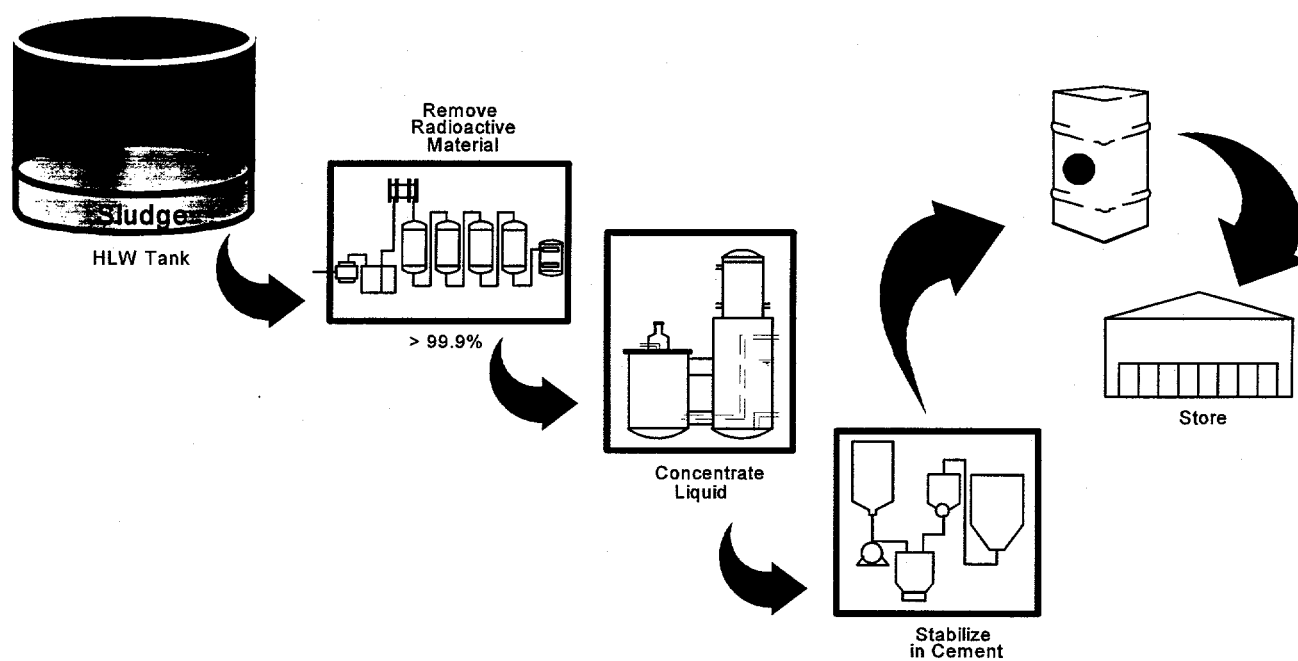 Sludge
HLW Tank
Remove
Radioactive
Material
> 99.9%
Concentrate
Liquid
Stabilize
in Cement
Store